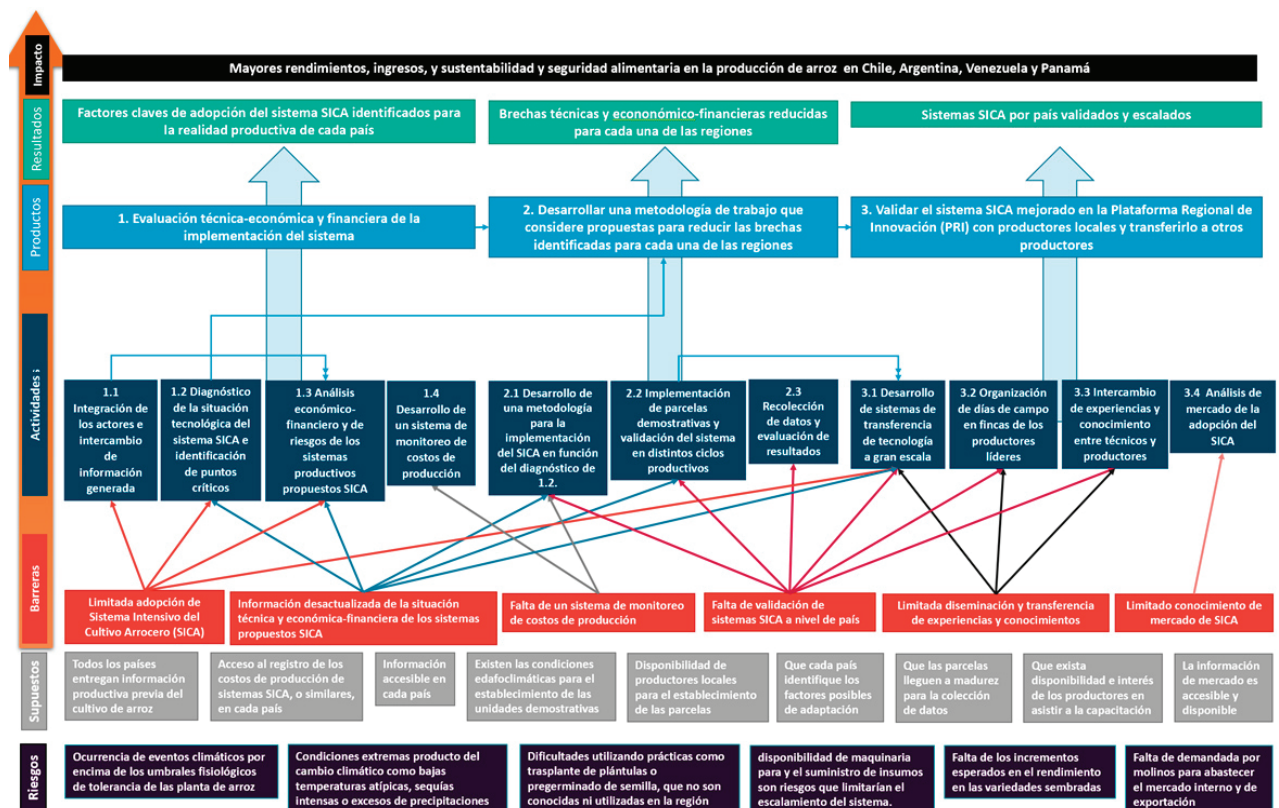 Impacto
Mayores rendimientos, ingresos, y sustentabilidad y seguridad alimentaria en la producción de arroz en Chile, Argentina, Venezuela y Panamá
Resultados
Factores claves de adopción del sistema SICA identificados para
la realidad productiva de cada país
Brechas técnicas y econonómico-financieras reducidas
para cada una de las regiones
Sistemas SICA por país validados y escalados
Productos
1. Evaluación técnica-económica y financiera de la
implementación del sistema
2. Desarrollar una metodología de trabajo que
considere propuestas para reducir las brechas
identificadas para cada una de las regiones
3. Validar el sistema SICA mejorado en la Plataforma Regional de
Innovación (PRI) con productores locales y transferirlo a otros
productores
Actividades
1.1
Integración de
los actores e
intercambio de
información
generada
1.2 Diagnóstico
de la situación
tecnológica del
sistema SICA e
identificación de
puntos
críticos
1.3 Análisis
económico-
financiero y de
riesgos de los
sistemas
productivos
propuestos SICA
1.4
Desarrollo de
un sistema de
monitoreo de
costos de
producción
2.1 Desarrollo de
una metodología
para la
implementación
del SICA en función
del diagnóstico de
1.2.
2.2 Implementación
de parcelas
demostrativas y
validación del sistema
en distintos ciclos
productivos
2.3
Recolección
de datos y
evaluación de
resultados
3.1 Desarrollo
de sistemas de
transferencia de
tecnología a
gran escala
3.2 Organización
de días de campo
en fincas de los
productores
líderes
3.3 Intercambio
de experiencias y
conocimiento
entre técnicos y
productores
3.4 Análisis de
mercado de la
adopción del
SICA
Barreras
Limitada adopción de
Sistema Intensivo del
Cultivo Arrocero (SICA)
Información desactualizada de la situación
técnica y económica-financiera de los sistemas
propuestos SICA
Falta de un sistema de monitoreo
de costos de producción
Falta de validación de
sistemas SICA a nivel de país
Limitada diseminación y transferencia
de experiencias y conocimientos
Limitado conocimiento de
mercado de SICA
Supuestos
Todos los países
entregan información
productiva previa del
cultivo de arroz
Acceso al registro de los
costos de producción de
sistemas SICA, o similares,
en cada país
Información
accesible en
cada país
Existen las condiciones
edafoclimáticas para el
establecimiento de las
unidades demostrativas
Disponibilidad de
productores locales
para el establecimiento
de las parcelas
Que cada país
identifique los
factores posibles
de adaptación
Que las parcelas
lleguen a madurez
para la colección
de datos
Que exista
disponibilidad e interés
de los productores en
asistir a la capacitación
La información
de mercado es
accesible y
disponible
Riesgos
Ocurrencia de eventos climáticos por
encima de los umbrales fisiológicos
de tolerancia de las planta de arroz
Condiciones extremas producto del
cambio climático como bajas
temperaturas atípicas, sequías
intensas o excesos de precipitaciones
Dificultades utilizando prácticas como
trasplante de plántulas o
pregerminado de semilla, que no son
conocidas ni utilizadas en la región
disponibilidad de maquinaria
para y el suministro de insumos
son riesgos que limitarían el
escalamiento del sistema.
Falta de los incrementos
esperados en el rendimiento
en las variedades sembradas
Falta de demandada por
molinos para abastecer
el mercado interno y de
exportación